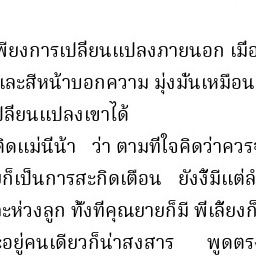 พียงการเปลี่ยนแปลงภายนอก เมื่อ
และสีหน้าบอกความ มุ่งมั่นเหมือน
ปลี่ยนแปลงเขาได้
คิดแม่นีน้า ว่า ตามที่ใจคิดว่าควร
ก็เป็นการสะกิดเตือน ยังงี้มีแต่
ะห่วงลูก ทั้งที่คุณยายก็มี พี่เลี้ยงก็
ะอยู่คนเดียวก็น่าสงสาร พูดตร